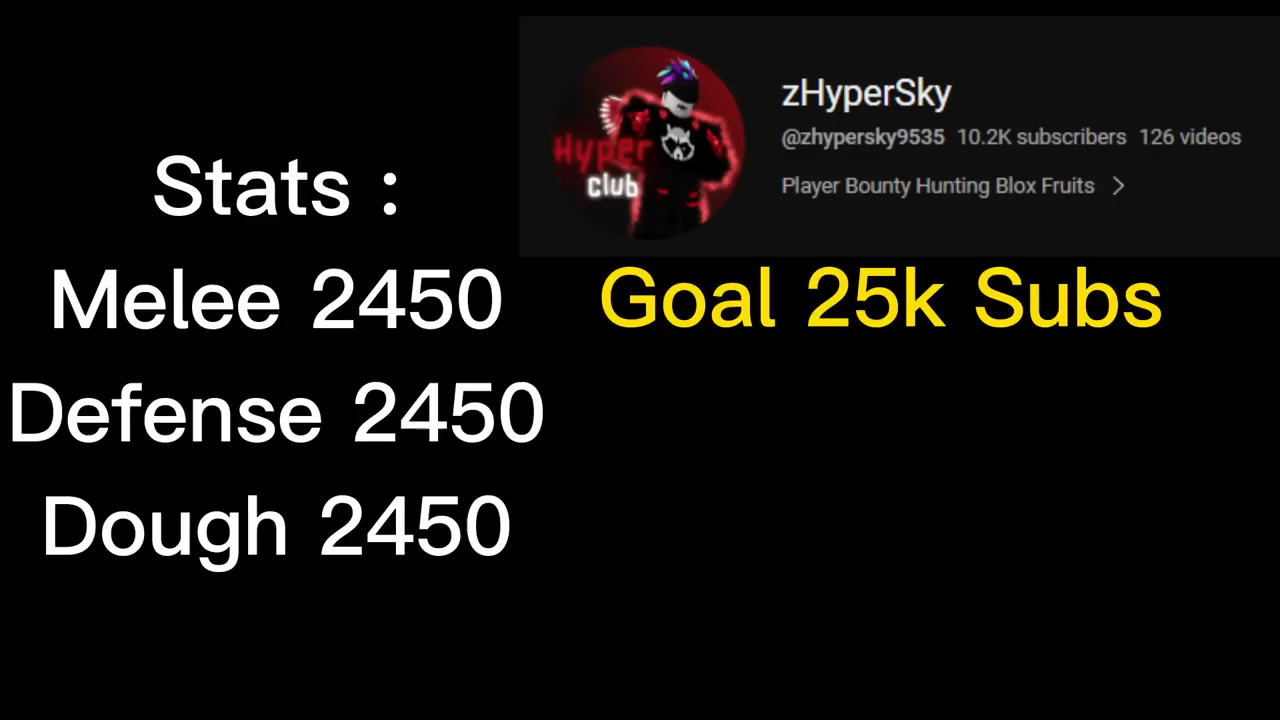 Stats :
Melee 2450
Defense 2450
Dough 2450
Hyper
club
zHyperSky
@zhypersky9535 10.2K subscribers 126 videos
Player Bounty Hunting Blox Fruits
Goal 25k Subs